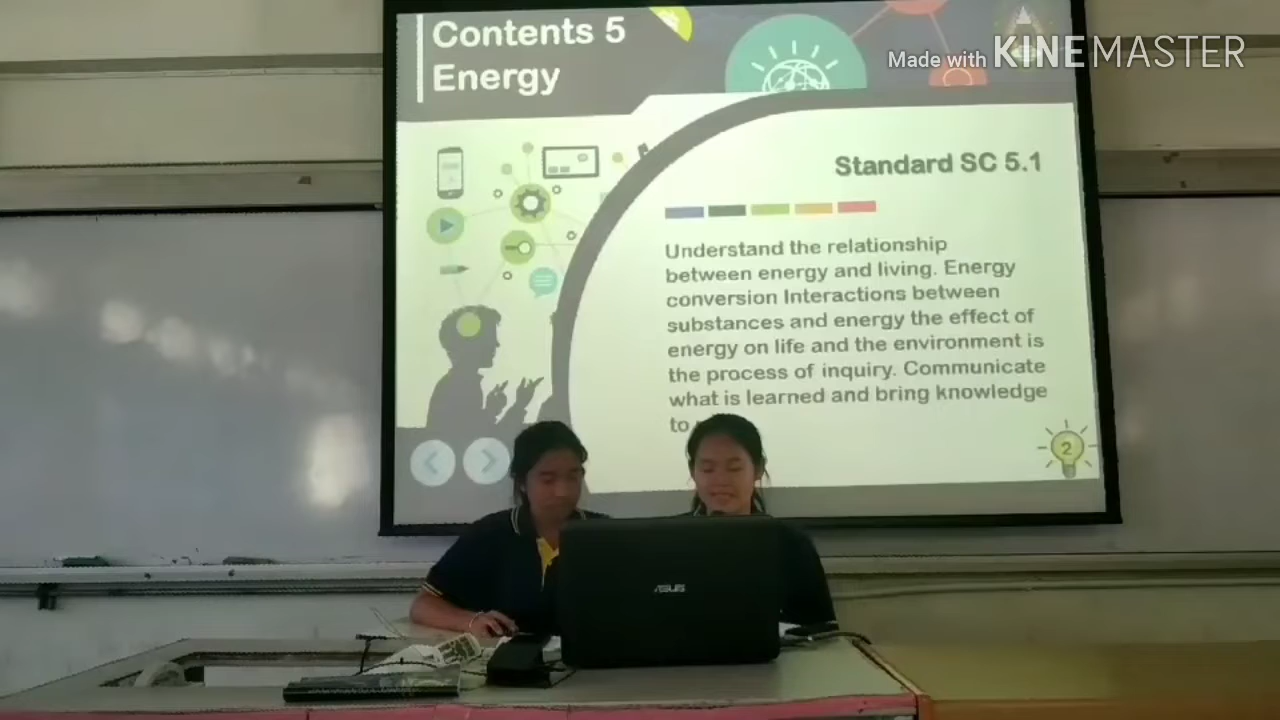 Contents 5
Energy
Made with KINEMASTER
Standard SC 5.1
Understand the relationship
between energy and living. Energy
conversion Interactions between
substances and energy the effect of
energy on life and the environment is
the process of inquiry. Communicate
what is learned and bring knowledge
to
2
ASUS